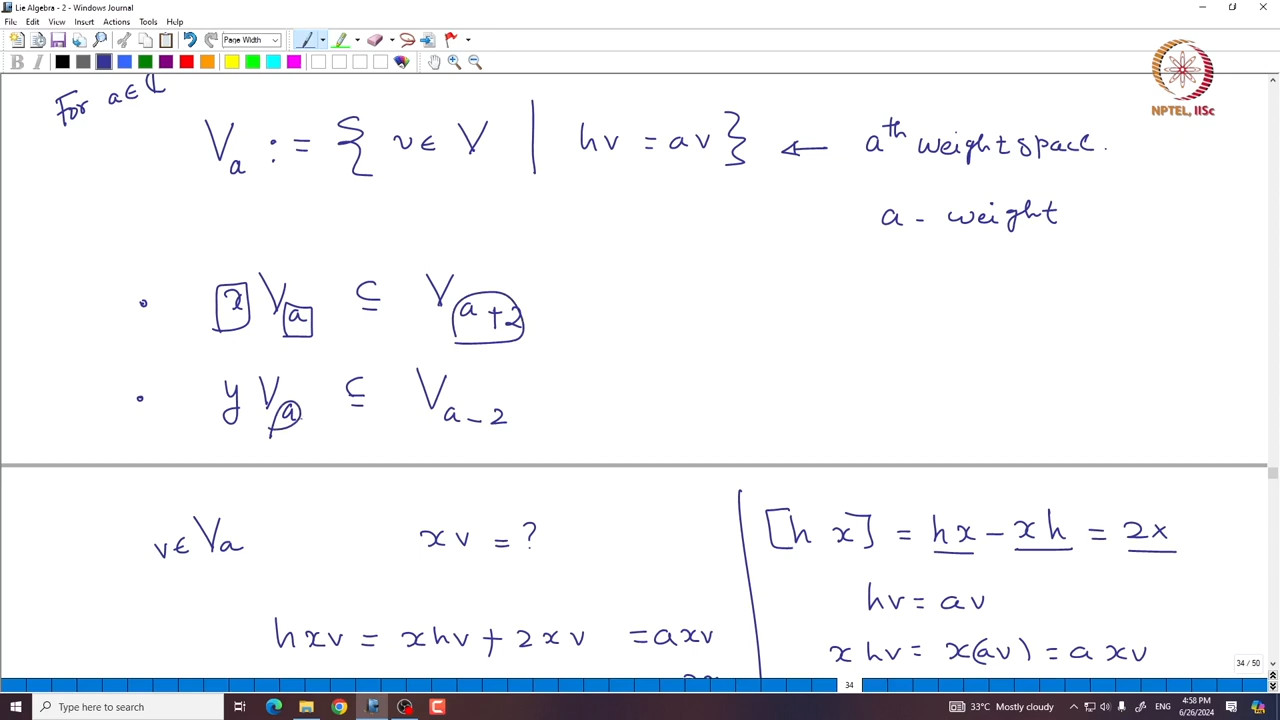 Lie Algebra - 2 - Windows Journal
File Edit View Insert Actions Tools Help
Page Width
NPTEL, IISc
For a ∈ ℂ
V_a := { v ∈ V | hv = av } ← a^th weight space.
a - weight
• x V_a ⊆ V_{a+2}
• y V_a ⊆ V_{a-2}
v ∈ V_a xv = ?
[h x] = hx - xh = 2x
hv = av
hxv = xhv + 2xv = axv
xhv = x(av) = a xv
34 / 50
34
Type here to search
33°C Mostly cloudy
ENG
4:58 PM
6/26/2024